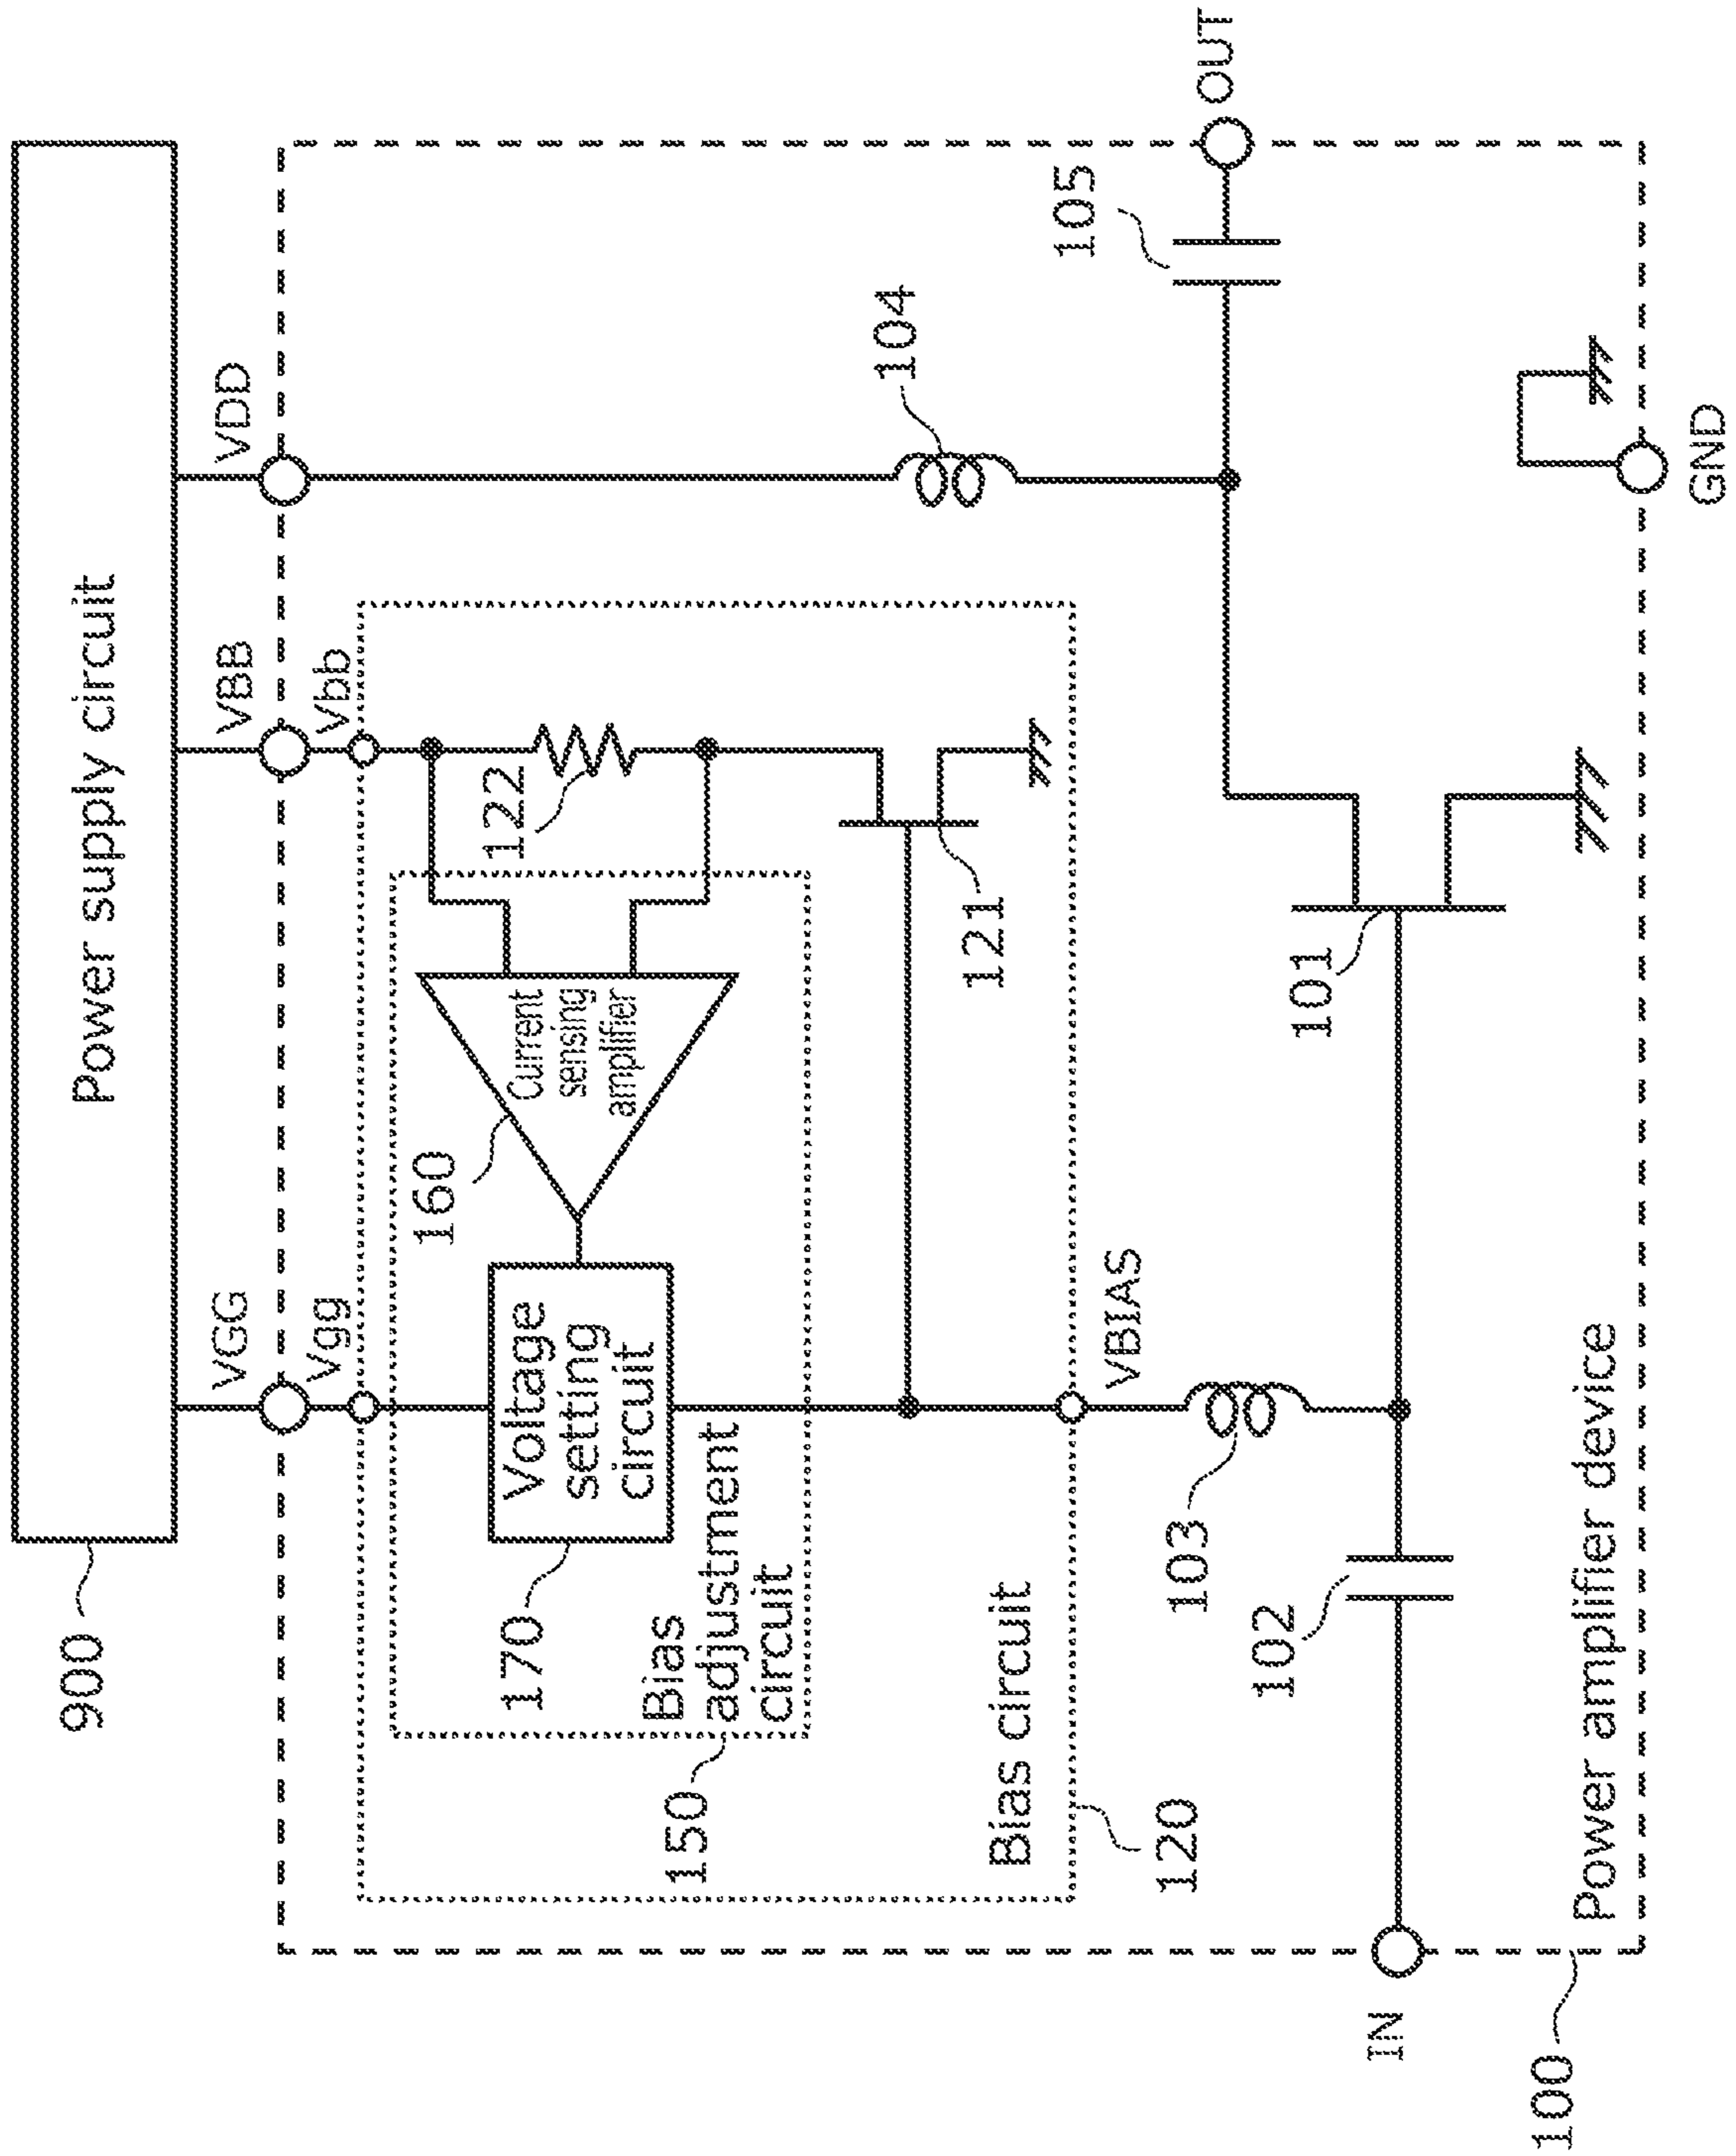 900
Power supply circuit
VGG
VBB
VDD
Vgg
Vbb
170
Voltage
setting
circuit
160
Current
sensing
amplifier
122
150
Bias
adjustment
circuit
121
104
105
Bias circuit
120
VBIAS
103
102
101
OUT
IN
100
Power amplifier device
GND